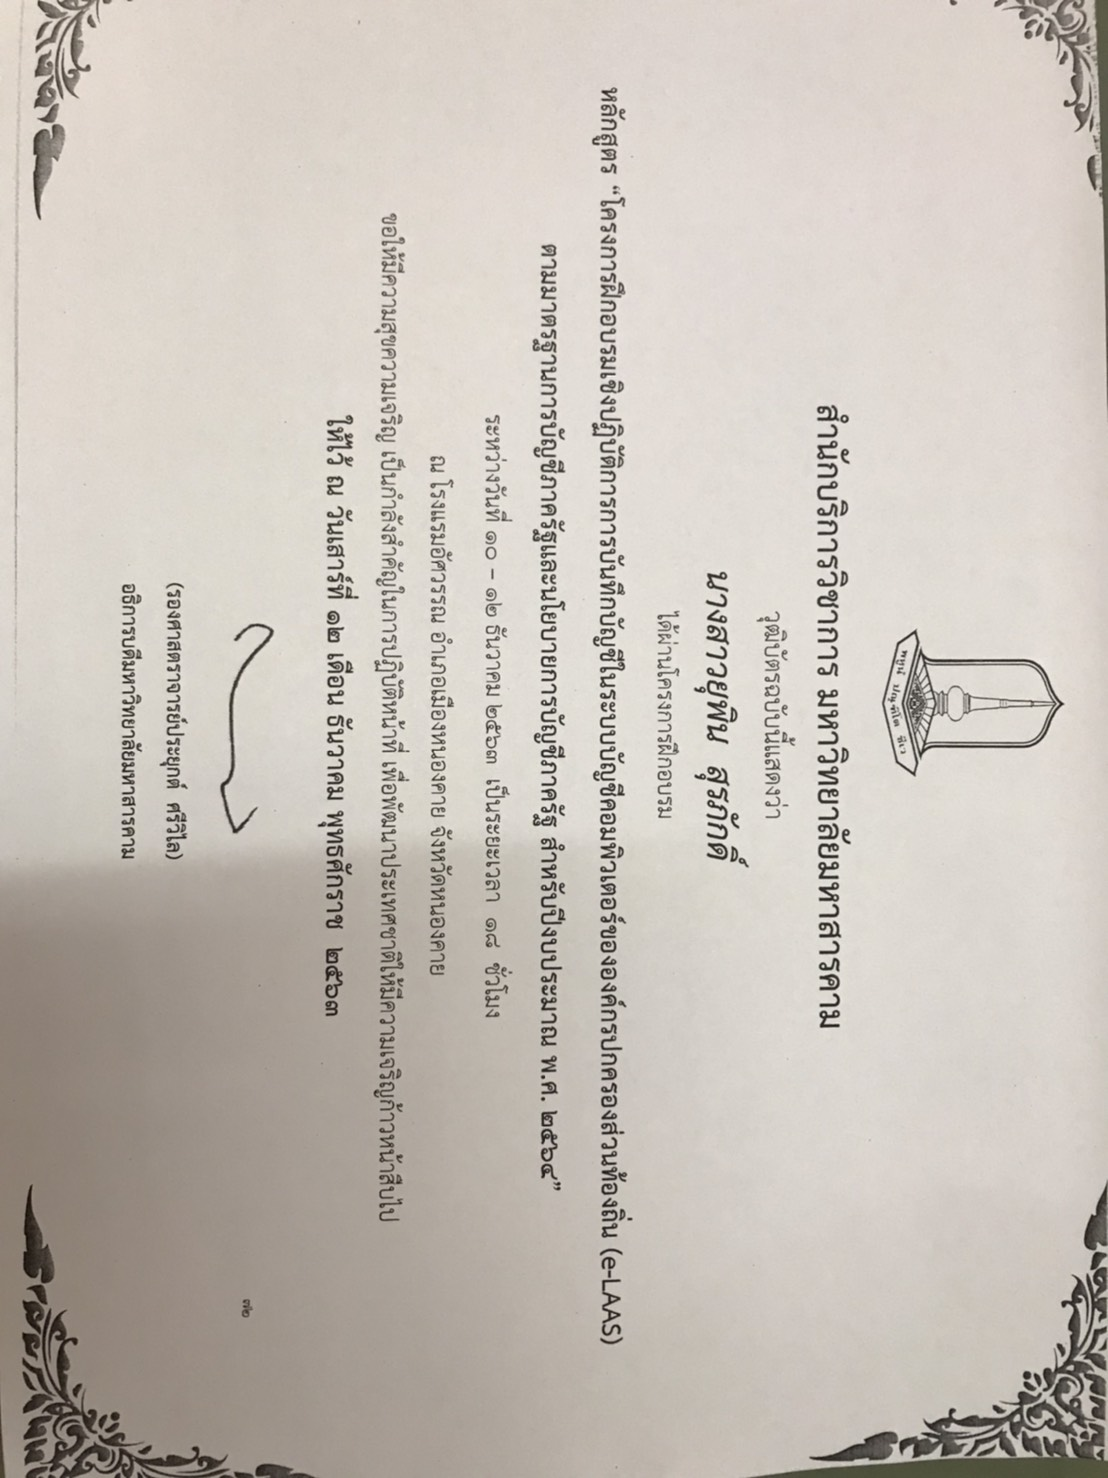 พหูนํ ปณฺฑิโต ชีเว
สำนักบริการวิชาการ มหาวิทยาลัยมหาสารคาม
วุฒิบัตรฉบับนี้แสดงว่า
นางสาวยุพิน สุรภักดิ์
ได้ผ่านโครงการฝึกอบรม
หลักสูตร “โครงการฝึกอบรมเชิงปฏิบัติการการบันทึกบัญชีในระบบบัญชีคอมพิวเตอร์ขององค์กรปกครองส่วนท้องถิ่น (e-LAAS)
ตามมาตรฐานการบัญชีภาครัฐและนโยบายการบัญชีภาครัฐ สำหรับปีงบประมาณ พ.ศ. ๒๕๖๔”
ระหว่างวันที่ ๑๐ - ๑๒ ธันวาคม ๒๕๖๓ เป็นระยะเวลา ๑๘ ชั่วโมง
ณ โรงแรมอัศวรรณ อำเภอเมืองหนองคาย จังหวัดหนองคาย
ขอให้มีความสุขความเจริญ เป็นกำลังสำคัญในการปฏิบัติหน้าที่ เพื่อพัฒนาประเทศชาติให้มีความเจริญก้าวหน้าสืบไป
ให้ไว้ ณ วันเสาร์ที่ ๑๒ เดือน ธันวาคม พุทธศักราช ๒๕๖๓
(รองศาสตราจารย์ประยุกต์ ศรีวิไล)
อธิการบดีมหาวิทยาลัยมหาสารคาม
๗๒